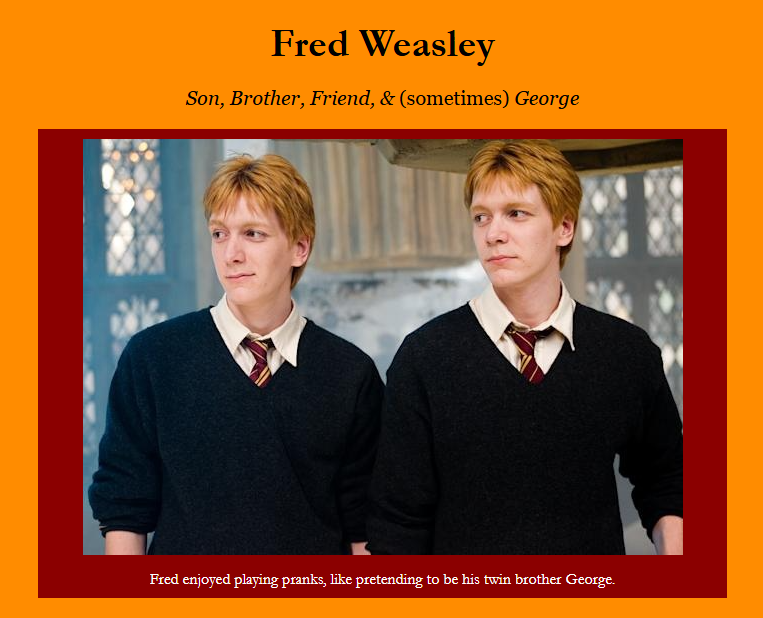 Fred Weasley
Son, Brother, Friend, & (sometimes) George
Fred enjoyed playing pranks, like pretending to be his twin brother George.